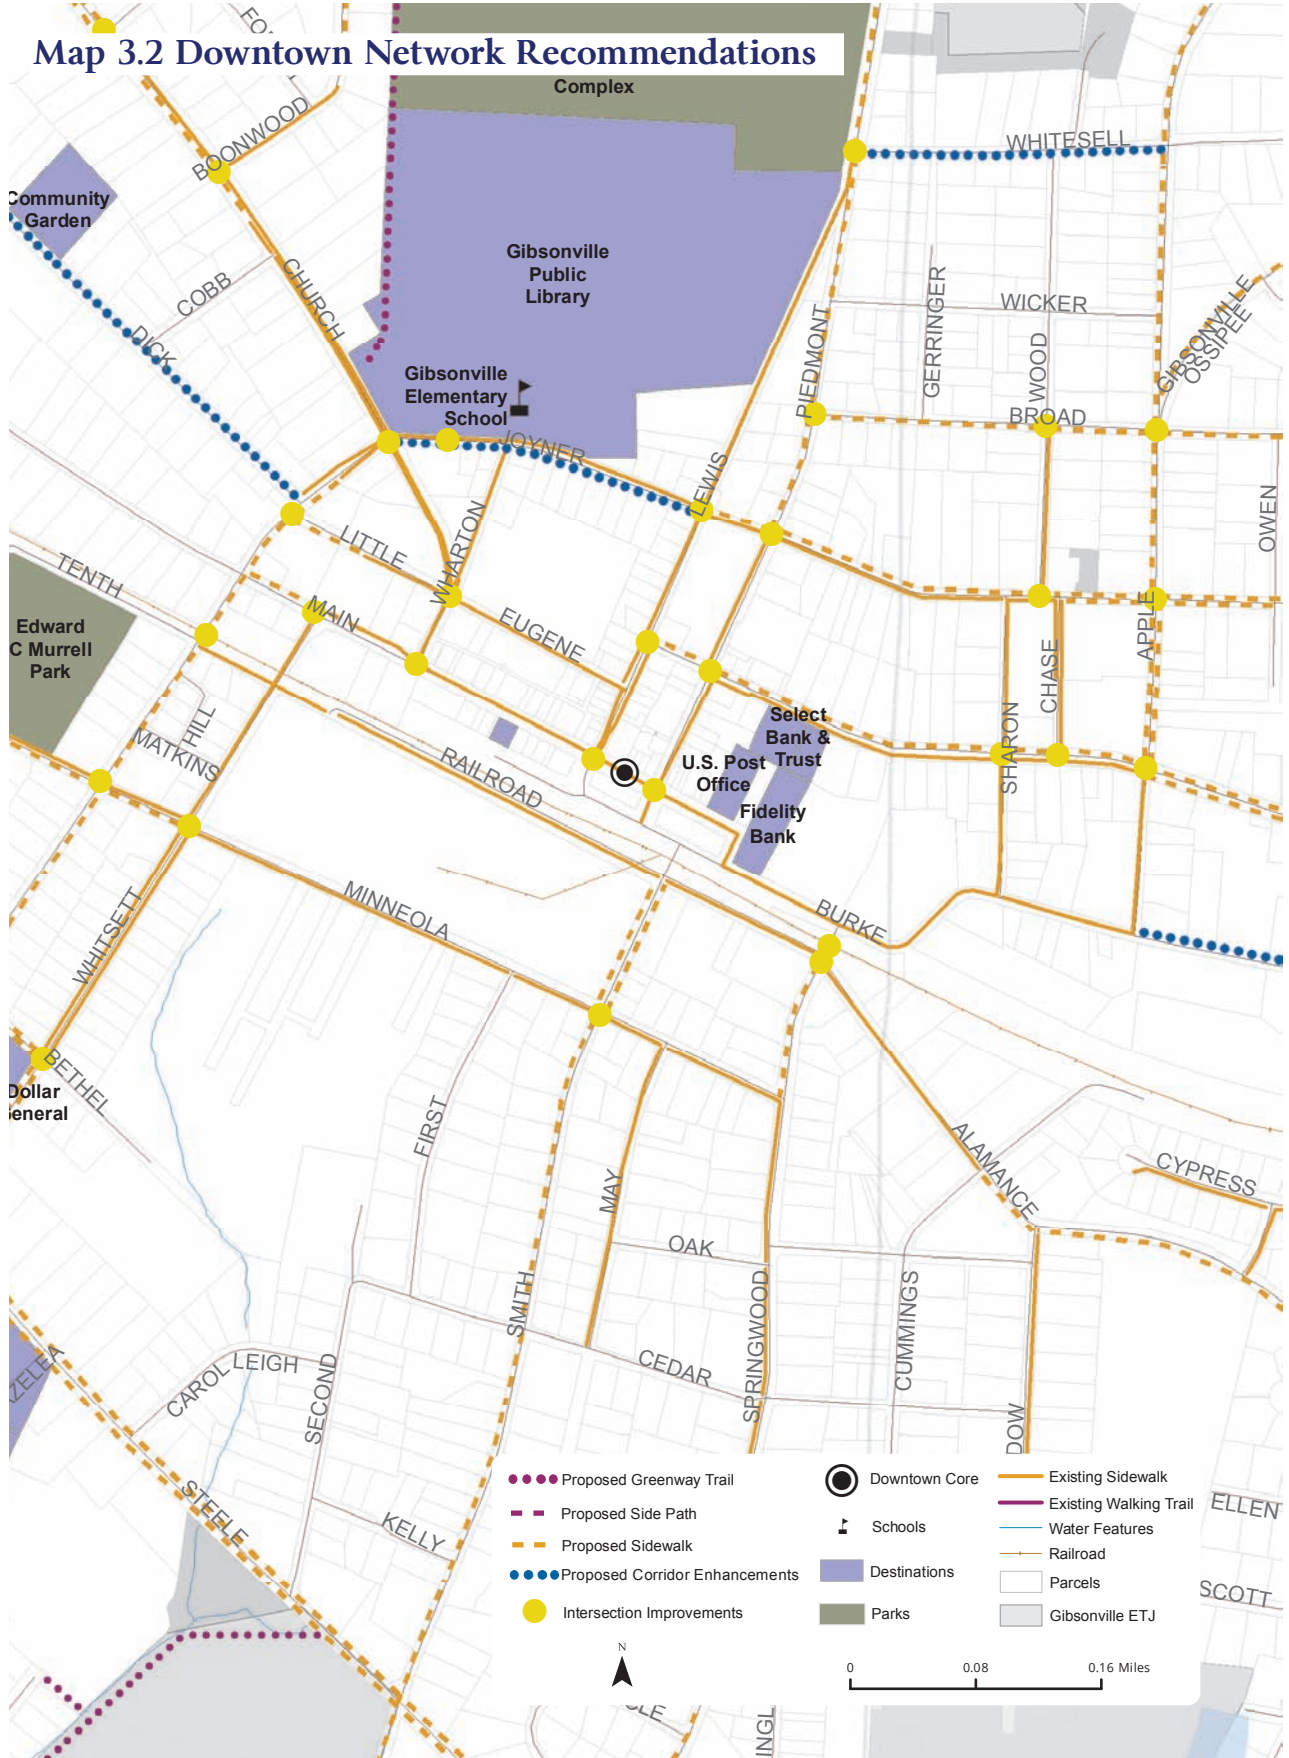 Map 3.2 Downtown Network Recommendations
Complex
BOONWOOD
WHITESELL
Community
Garden
Gibsonville
Public
Library
COBB
CHURCH
DICK
PIEDMONT
GERRINGER
WICKER
WOOD
GIBSONVILLE
OSSIPEE
Gibsonville
Elementary
School
BROAD
JOYNER
LEWIS
OWEN
LITTLE
WHARTON
TENTH
MAIN
EUGENE
APPLE
CHASE
Edward
C Murrell
Park
HILL
MATKINS
RAILROAD
Select
Bank &
Trust
U.S. Post
Office
SHARON
Fidelity
Bank
MINNEOLA
WHITSETT
BURKE
BETHEL
Dollar
General
FIRST
ALAMANCE
CYPRESS
MAY
OAK
SMITH
SPRINGWOOD
CUMMINGS
CAROL LEIGH
SECOND
CEDAR
DOW
STEELE
KELLY
ELLEN
SCOTT
Proposed Greenway Trail
Proposed Side Path
Proposed Sidewalk
Proposed Corridor Enhancements
Intersection Improvements
Downtown Core
Schools
Destinations
Parks
Existing Sidewalk
Existing Walking Trail
Water Features
Railroad
Parcels
Gibsonville ETJ
N
0 0.08 0.16 Miles
INGL